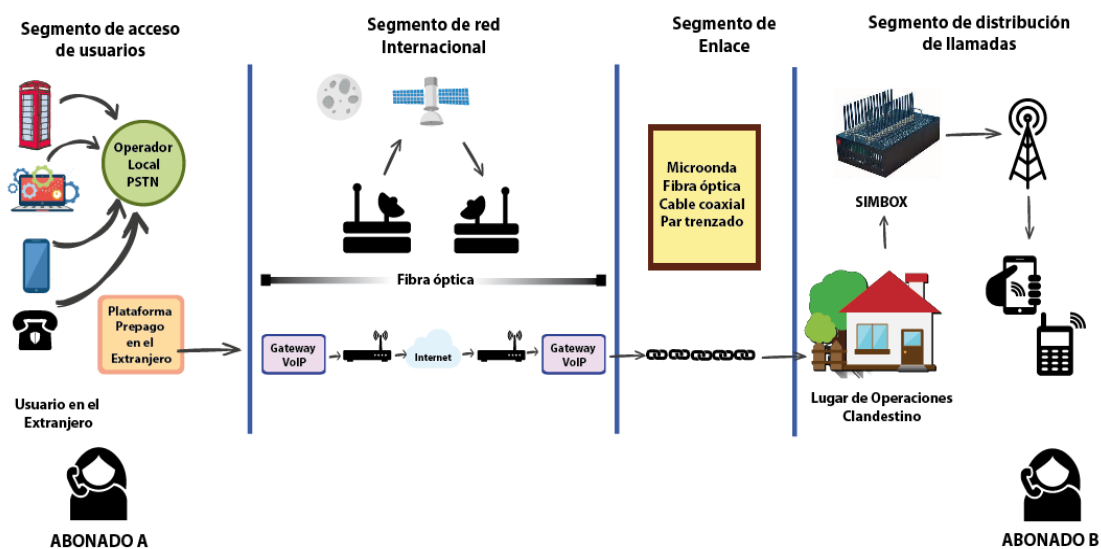 Segmento de acceso
de usuarios
Operador
Local
PSTN
Plataforma
Prepago
en el
Extranjero
Usuario en el
Extranjero
ABONADO A
Segmento de red
Internacional
Fibra óptica
Gateway
VoIP
Internet
Gateway
VoIP
Segmento de
Enlace
Microonda
Fibra óptica
Cable coaxial
Par trenzado
Segmento de distribución
de llamadas
SIMBOX
Lugar de Operaciones
Clandestino
ABONADO B